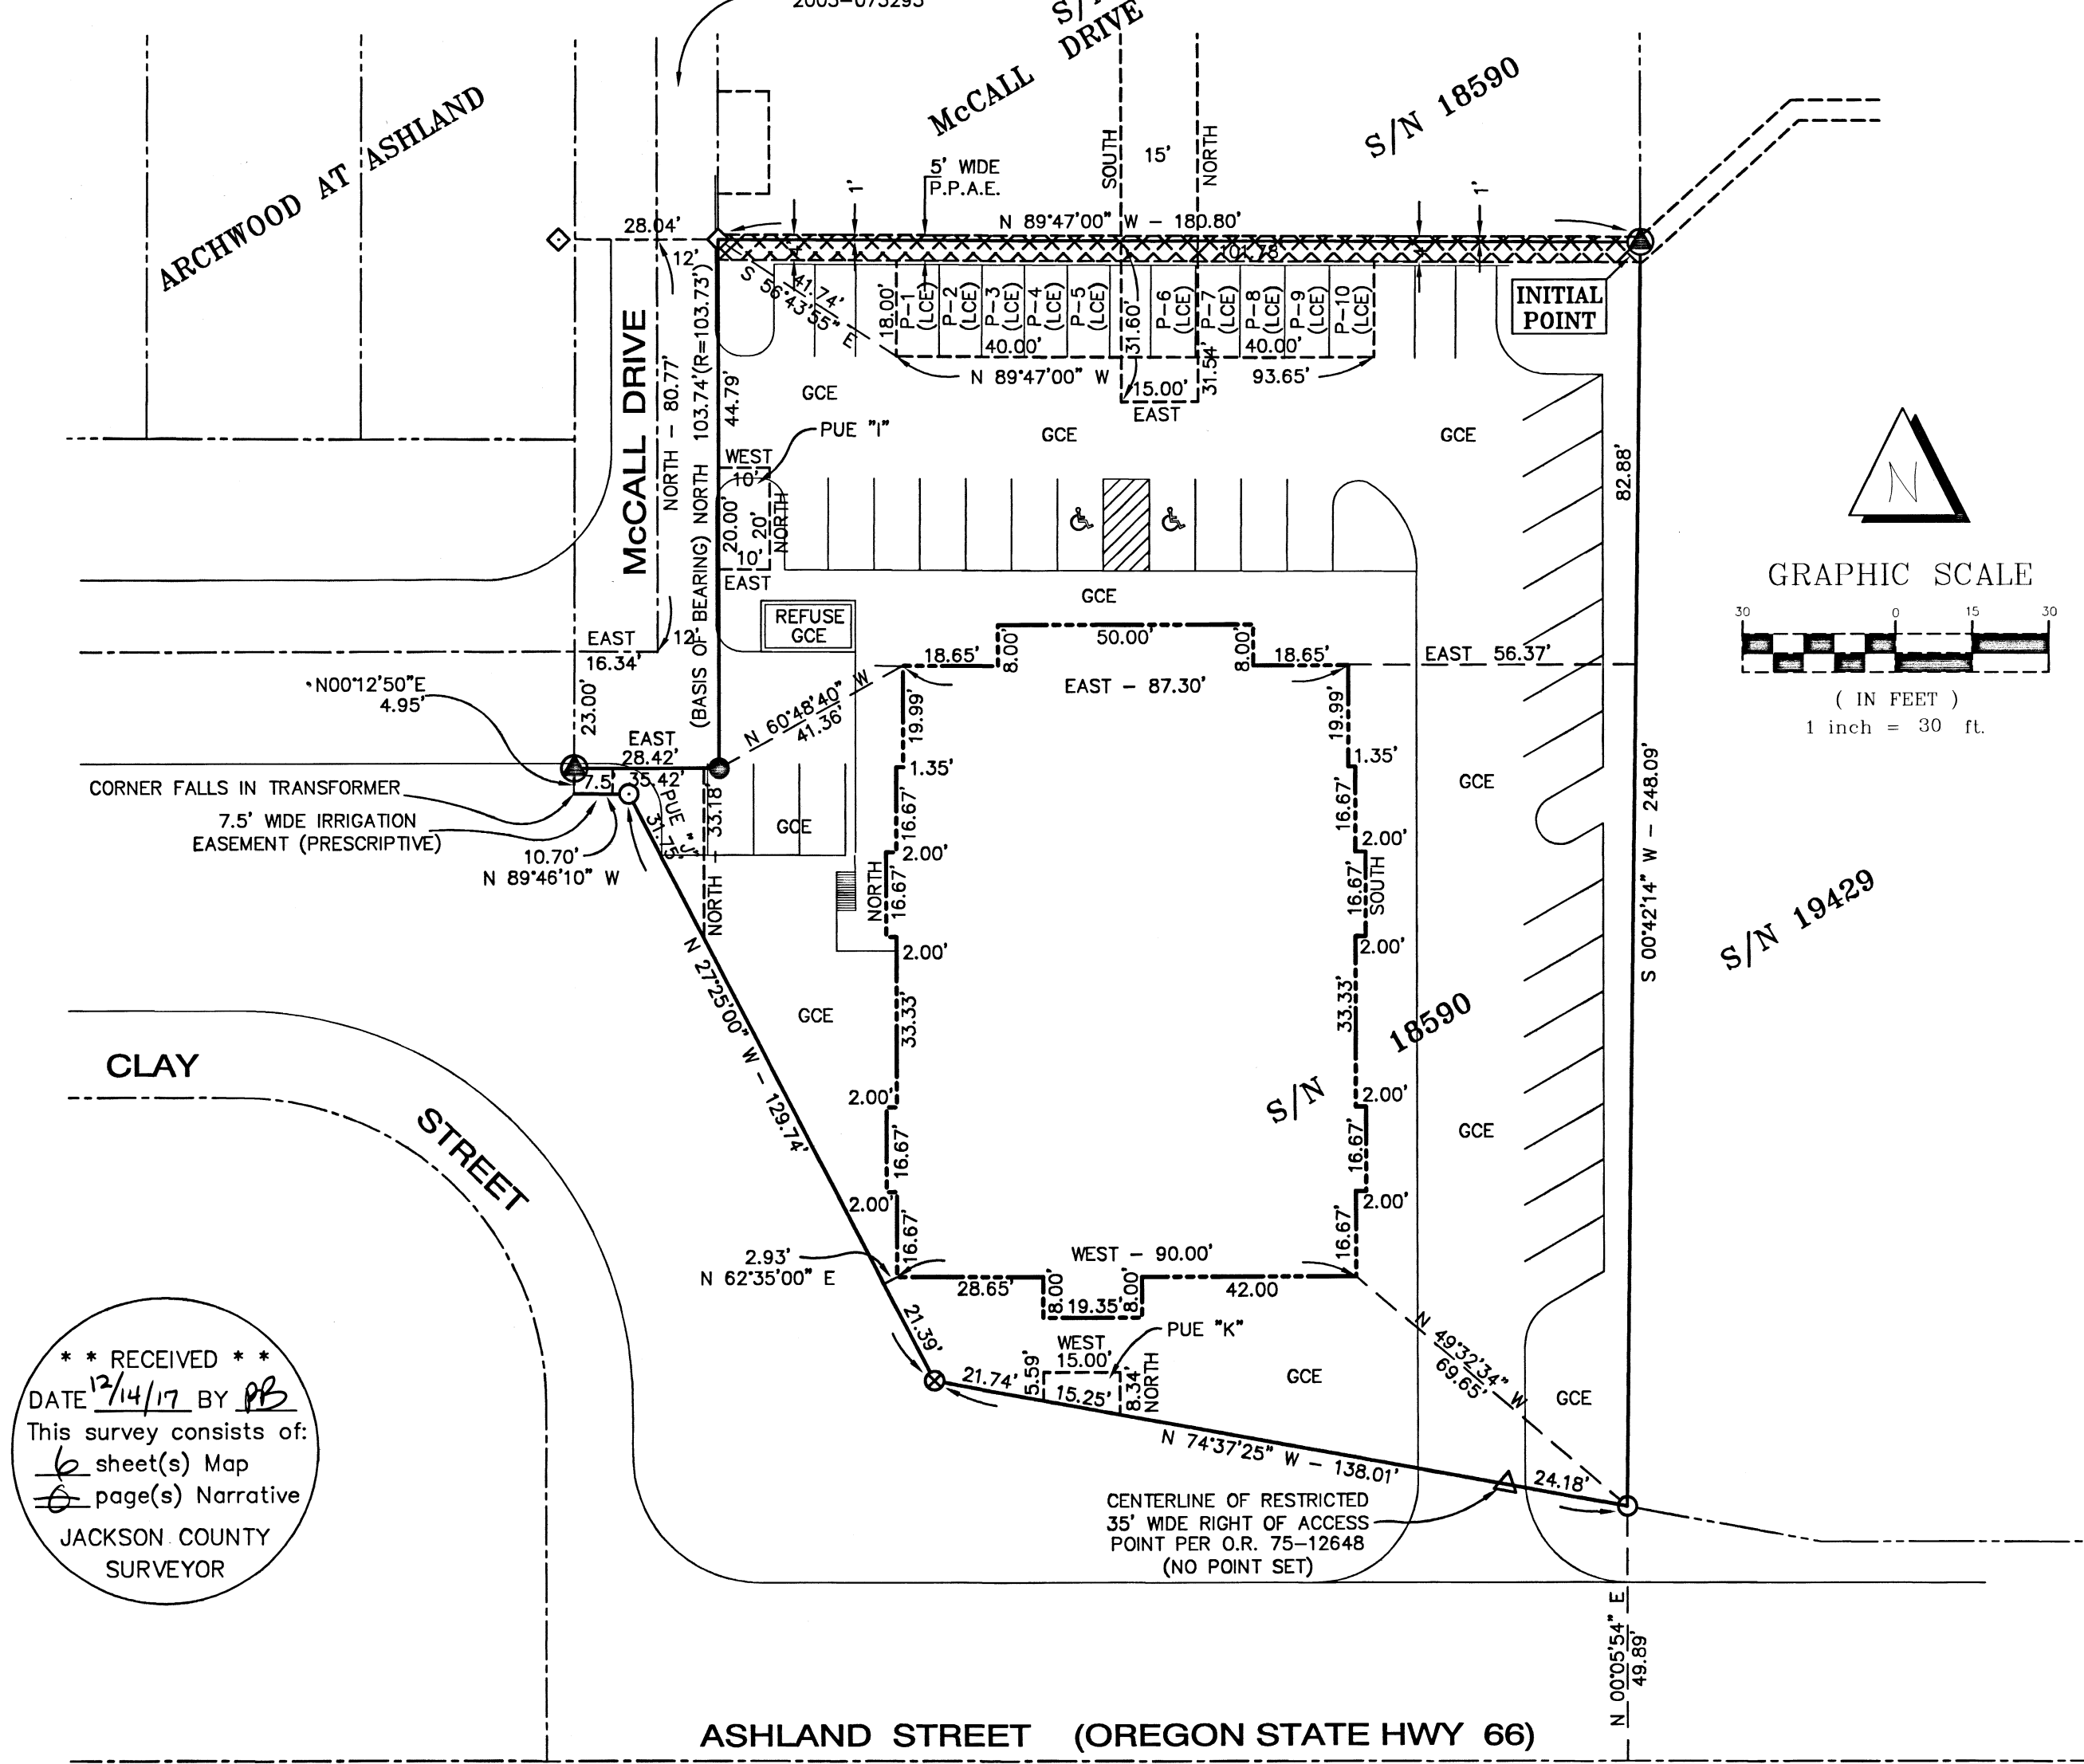 2005-073295
S/N
McCALL DRIVE
S/N 18590
ARCHWOOD AT ASHLAND
5' WIDE
P.P.A.E.
SOUTH
15'
NORTH
1'
1'
28.04'
N 89°47'00" W - 180.80'
101.78'
12'
S 56°43'55" E
41.74'
18.00'
P-1 (LCE)
P-2 (LCE)
P-3 (LCE)
P-4 (LCE)
P-5 (LCE)
31.60'
P-6 (LCE)
P-7 (LCE)
P-8 (LCE)
P-9 (LCE)
P-10 (LCE)
INITIAL
POINT
40.00'
40.00'
N 89°47'00" W
93.65'
31.54'
15.00'
EAST
McCALL DRIVE
NORTH - 80.77'
(BASIS OF BEARING) NORTH 103.74'(R=103.73')
44.79'
GCE
GCE
GCE
PUE "I"
WEST
10'
20.00'
20'
NORTH
10'
EAST
82.88'
N
GRAPHIC SCALE
30 0 15 30
( IN FEET )
1 inch = 30 ft.
GCE
REFUSE
GCE
EAST
16.34'
12'
18.65'
8.00'
50.00'
8.00'
18.65'
EAST 56.37'
EAST - 87.30'
N00°12'50"E
4.95'
23.00'
N 60°48'40" W
41.36'
19.99'
19.99'
EAST
28.42'
1.35'
1.35'
CORNER FALLS IN TRANSFORMER
7.5'
35.42'
7.5' WIDE IRRIGATION
EASEMENT (PRESCRIPTIVE)
PUE "J"
31.75'
NORTH - 33.18'
GCE
10.70'
N 89°46'10" W
16.67'
16.67'
GCE
S 00°42'14" W - 248.09'
2.00'
2.00'
NORTH
16.67'
16.67'
SOUTH
2.00'
2.00'
S/N 19429
N 27°25'00" W - 129.74'
GCE
33.33'
33.33'
S/N 18590
CLAY STREET
2.00'
2.00'
16.67'
16.67'
GCE
2.00'
2.00'
16.67'
16.67'
2.93'
N 62°35'00" E
WEST - 90.00'
28.65'
8.00'
19.35'
8.00'
42.00
21.39'
PUE "K"
WEST
15.00'
5.59'
8.34'
NORTH
21.74'
15.25'
GCE
N 49°32'34" W
69.65'
GCE
N 74°37'25" W - 138.01'
24.18'
CENTERLINE OF RESTRICTED
35' WIDE RIGHT OF ACCESS
POINT PER O.R. 75-12648
(NO POINT SET)
* * RECEIVED * *
DATE 12/14/17 BY PB
This survey consists of:
6 sheet(s) Map
0 page(s) Narrative
JACKSON COUNTY
SURVEYOR
N 00°05'54" E
49.89'
ASHLAND STREET (OREGON STATE HWY 66)